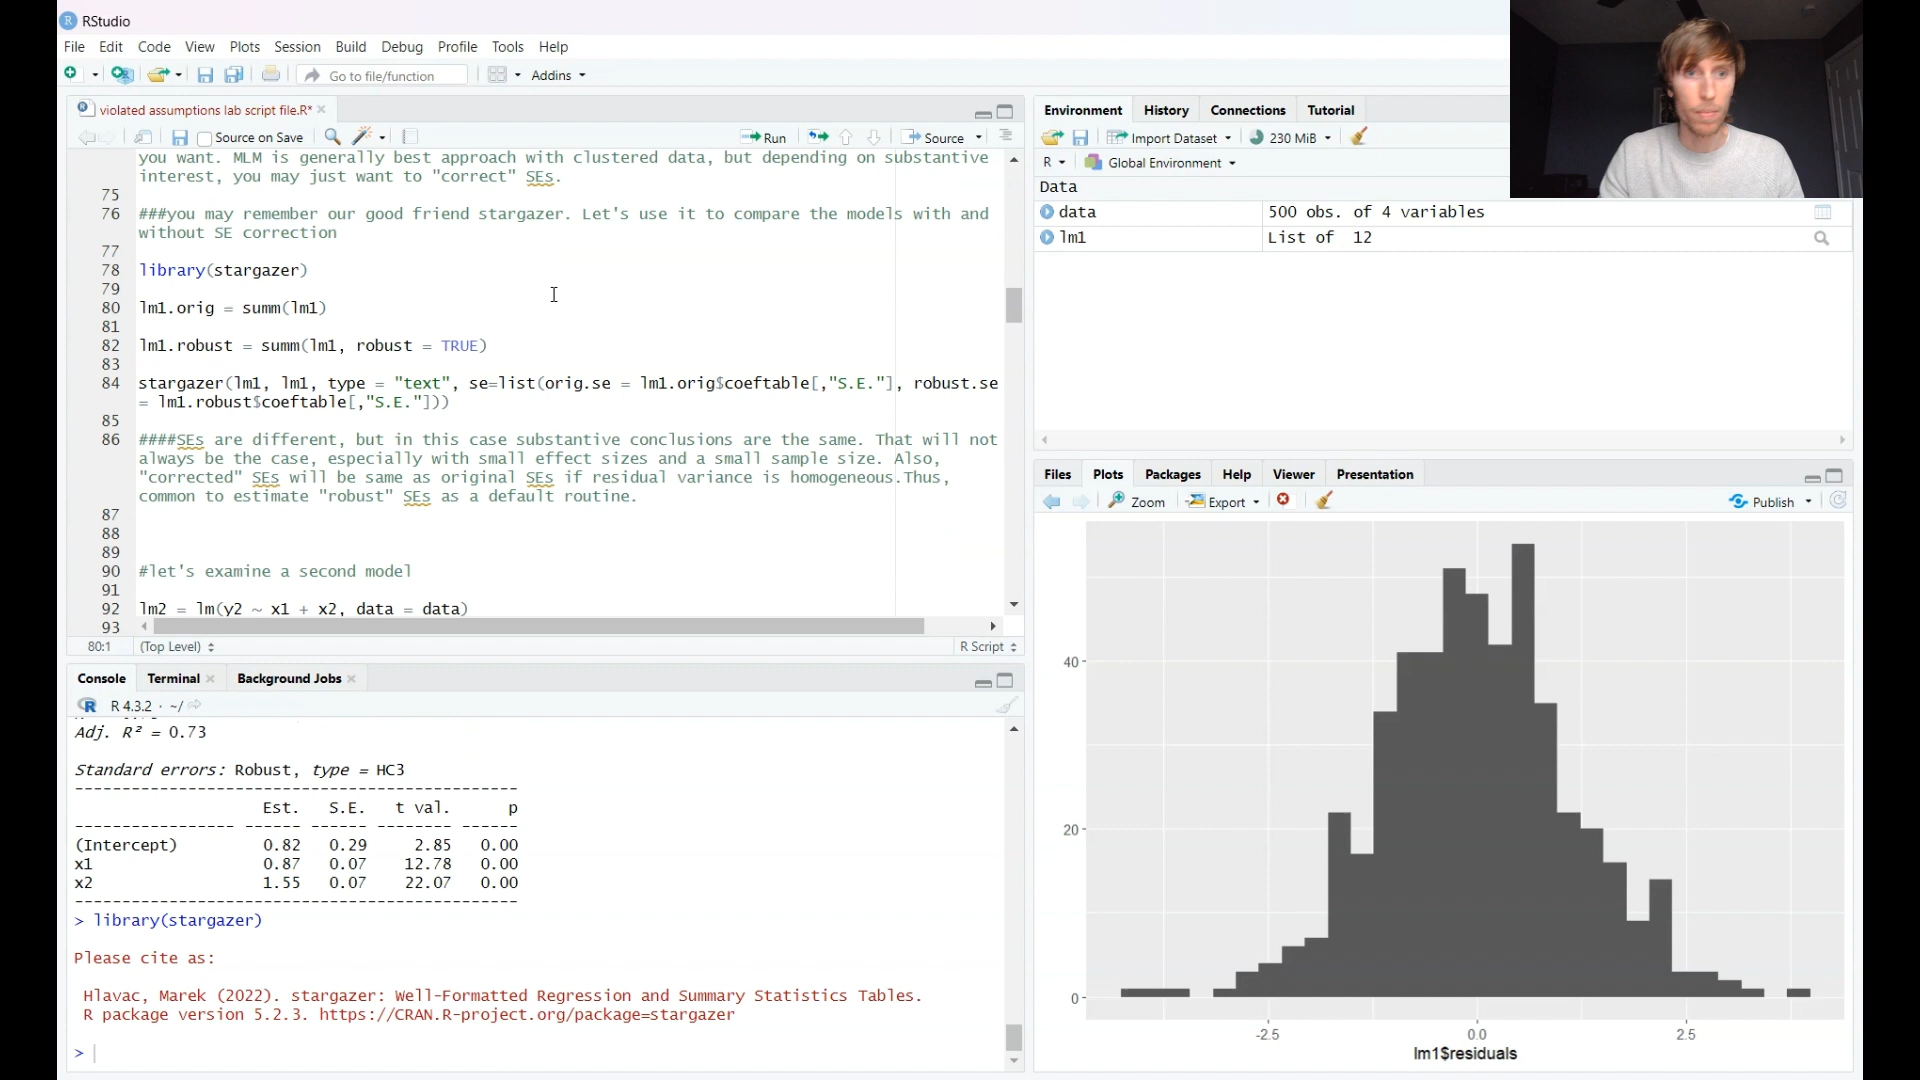 RStudio
File Edit Code View Plots Session Build Debug Profile Tools Help
Go to file/function Addins
violated assumptions lab script file.R*
Source on Save Run Source
you want. MLM is generally best approach with clustered data, but depending on substantive
interest, you may just want to "correct" SEs.
75
76 ###you may remember our good friend stargazer. Let's use it to compare the models with and
without SE correction
77
78 library(stargazer)
79
80 lm1.orig = summ(lm1)
81
82 lm1.robust = summ(lm1, robust = TRUE)
83
84 stargazer(lm1, lm1, type = "text", se=list(orig.se = lm1.orig$coeftable[,"S.E."], robust.se
= lm1.robust$coeftable[,"S.E."]))
85
86 ####SEs are different, but in this case substantive conclusions are the same. That will not
always be the case, especially with small effect sizes and a small sample size. Also,
"corrected" SEs will be same as original SEs if residual variance is homogeneous.Thus,
common to estimate "robust" SEs as a default routine.
87
88
89
90 #let's examine a second model
91
92 lm2 = lm(y2 ~ x1 + x2, data = data)
93
80:1 (Top Level) R Script
Console Terminal Background Jobs
R 4.3.2 · ~/
Adj. R² = 0.73
Standard errors: Robust, type = HC3
-----------------------------------------------
Est. S.E. t val. p
----------------- ------ ------ -------- ------
(Intercept) 0.82 0.29 2.85 0.00
x1 0.87 0.07 12.78 0.00
x2 1.55 0.07 22.07 0.00
-----------------------------------------------
> library(stargazer)
Please cite as:
Hlavac, Marek (2022). stargazer: Well-Formatted Regression and Summary Statistics Tables.
R package version 5.2.3. https://CRAN.R-project.org/package=stargazer
>
Environment History Connections Tutorial
Import Dataset 230 MiB
R Global Environment
Data
data 500 obs. of 4 variables
lm1 List of 12
Files Plots Packages Help Viewer Presentation
Zoom Export Publish
40
20
0
-2.5 0.0 2.5
lm1$residuals